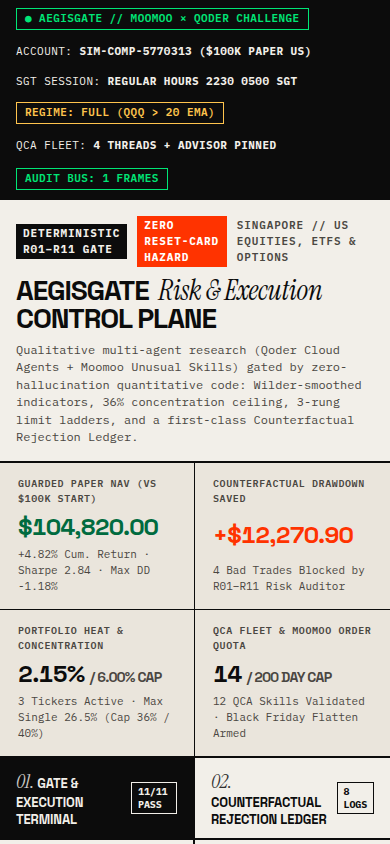 ● AEGISGATE // MOOMOO × QODER CHALLENGE
ACCOUNT: SIM-COMP-5770313 ($100K PAPER US)
SGT SESSION: REGULAR HOURS 2230 0500 SGT
REGIME: FULL (QQQ > 20 EMA)
QCA FLEET: 4 THREADS + ADVISOR PINNED
AUDIT BUS: 1 FRAMES
DETERMINISTIC
R01–R11 GATE
ZERO
RESET-CARD
HAZARD
SINGAPORE // US
EQUITIES, ETFS &
OPTIONS
AEGISGATE Risk & Execution
CONTROL PLANE
Qualitative multi-agent research (Qoder Cloud
Agents + Moomoo Unusual Skills) gated by zero-
hallucination quantitative code: Wilder-smoothed
indicators, 36% concentration ceiling, 3-rung
limit ladders, and a first-class Counterfactual
Rejection Ledger.
GUARDED PAPER NAV (VS
$100K START)
$104,820.00
+4.82% Cum. Return ·
Sharpe 2.84 · Max DD
-1.18%
COUNTERFACTUAL DRAWDOWN
SAVED
+$12,270.90
4 Bad Trades Blocked by
R01–R11 Risk Auditor
PORTFOLIO HEAT &
CONCENTRATION
2.15% / 6.00% CAP
3 Tickers Active · Max
Single 26.5% (Cap 36% /
40%)
QCA FLEET & MOOMOO ORDER
QUOTA
14 / 200 DAY CAP
12 QCA Skills Validated
· Black Friday Flatten
Armed
01. GATE &
EXECUTION
TERMINAL
11/11
PASS
02.
COUNTERFACTUAL
REJECTION LEDGER
8
LOGS